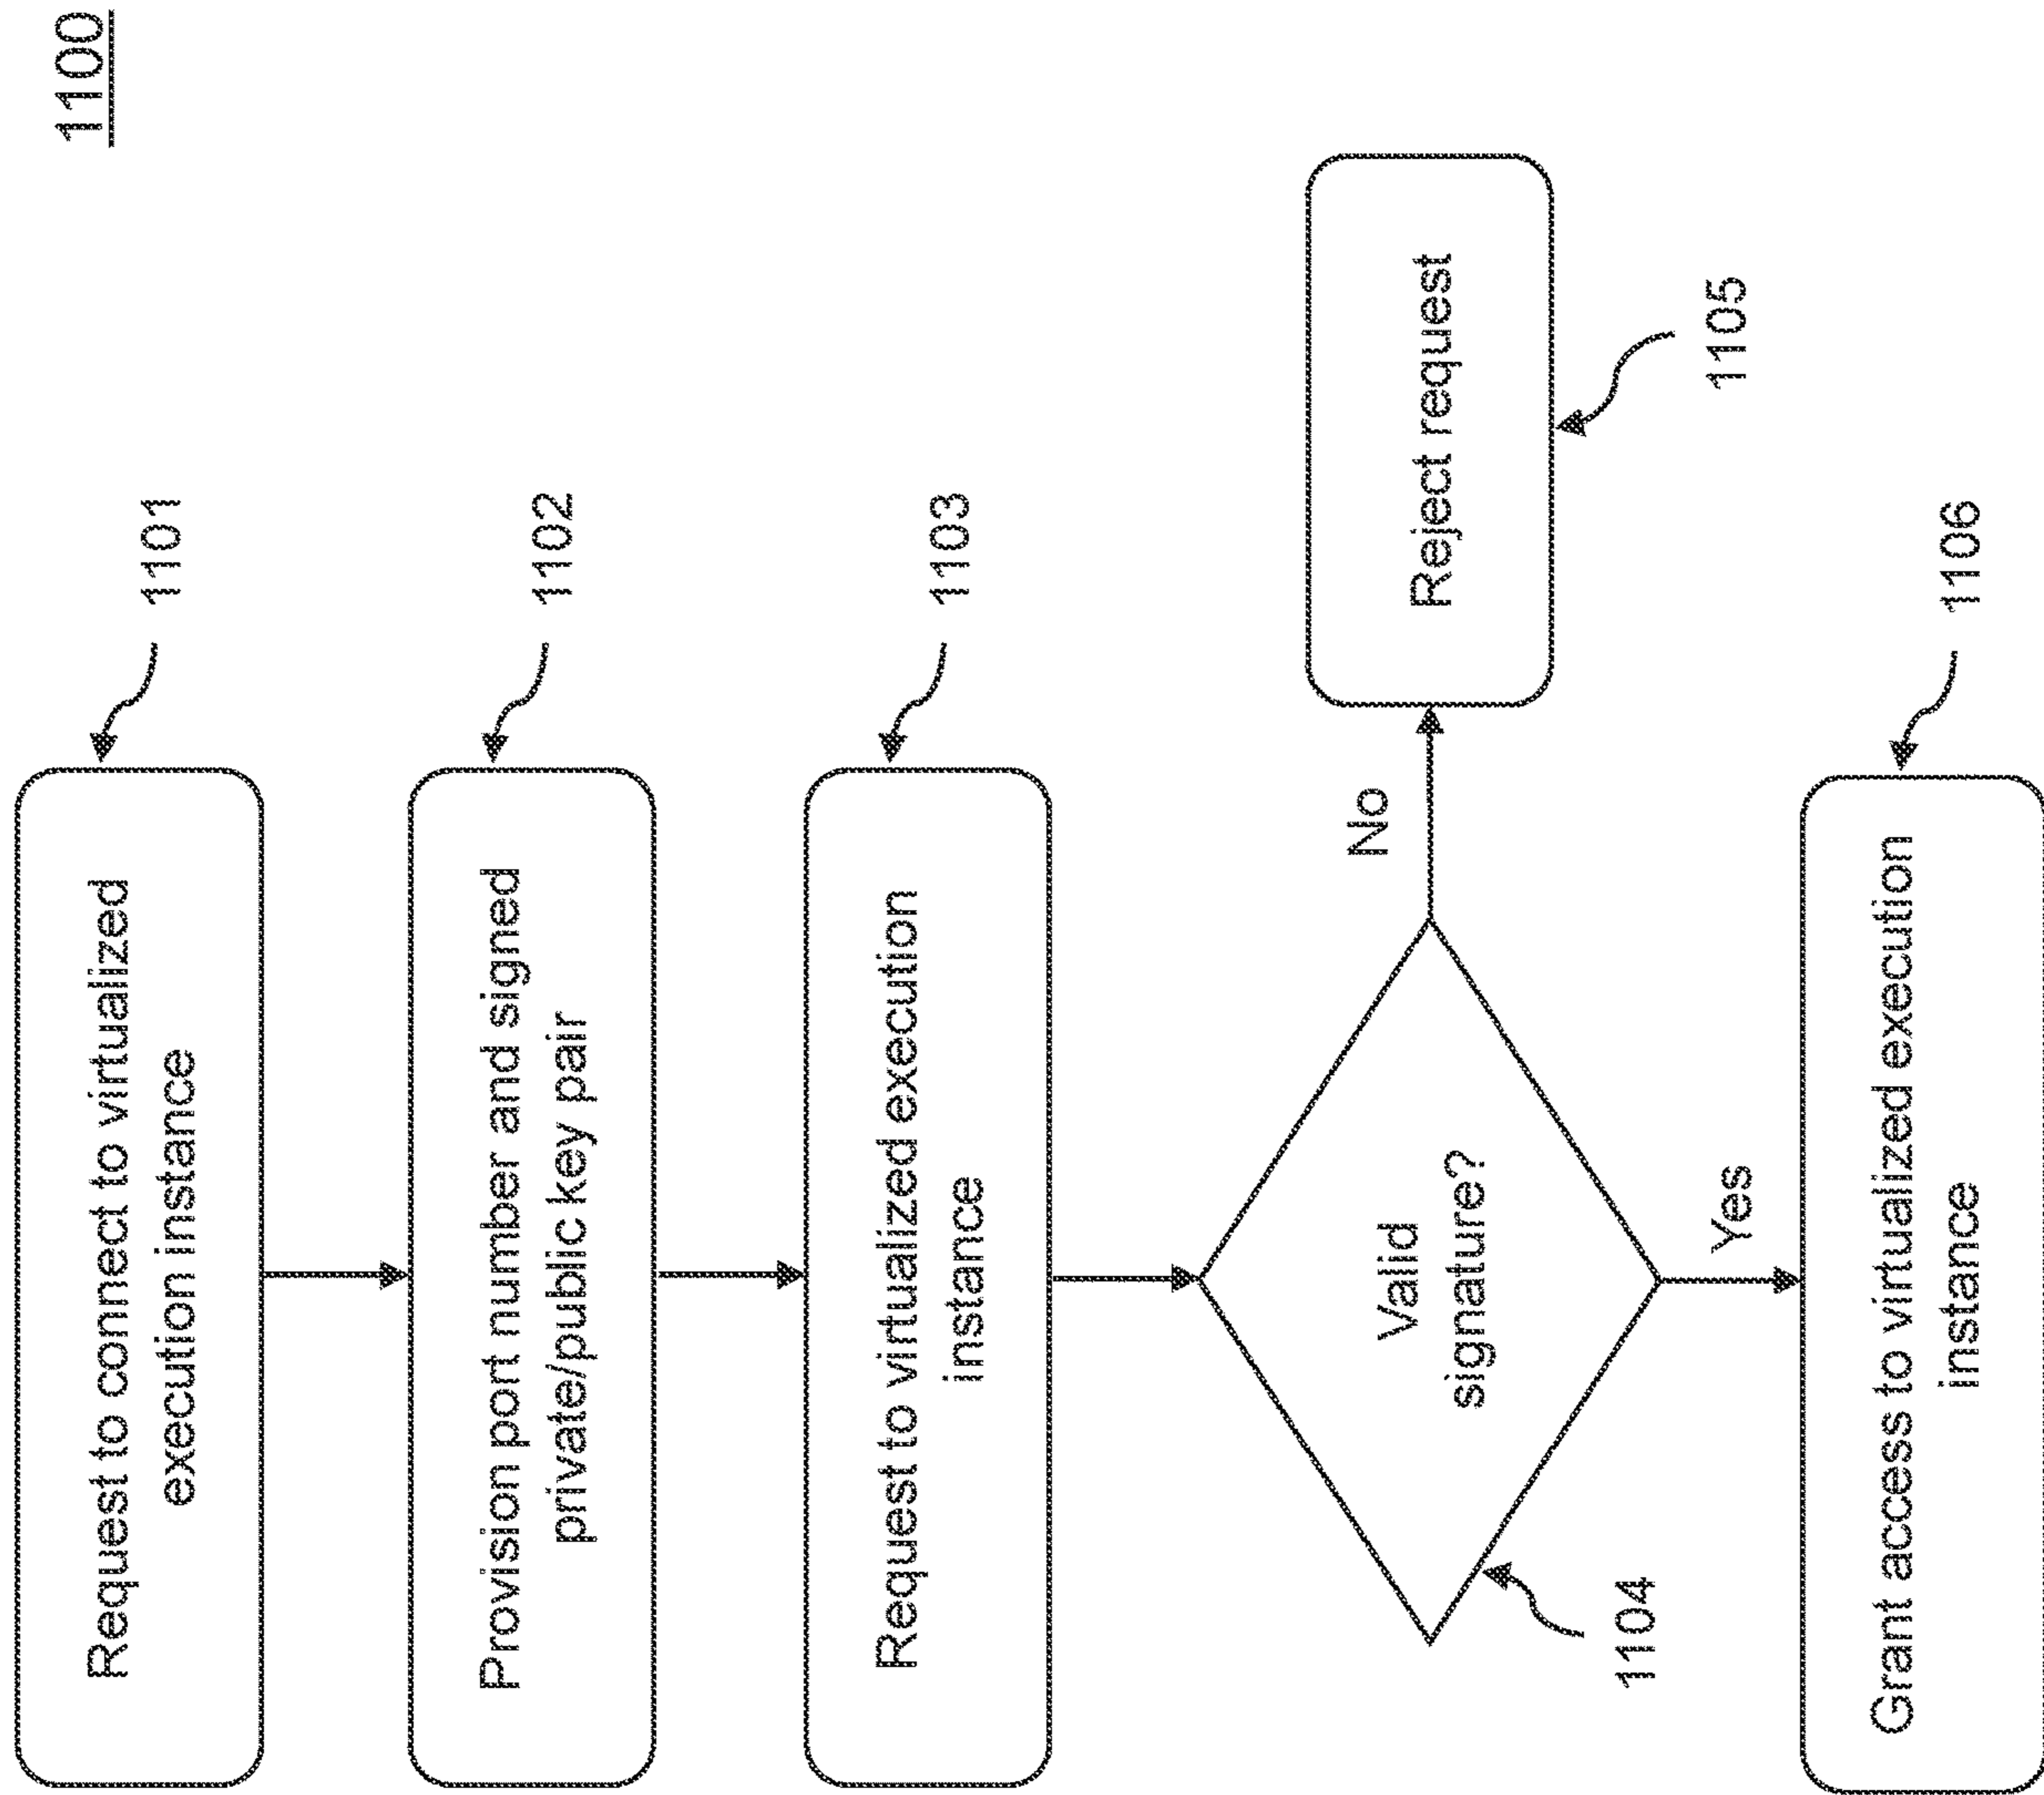 1100
Request to connect to virtualized
execution instance
1101
Provision port number and signed
private/public key pair
1102
Request to virtualized execution
instance
1103
Valid
signature?
1104
No
Reject request
1105
Yes
Grant access to virtualized execution
instance
1106